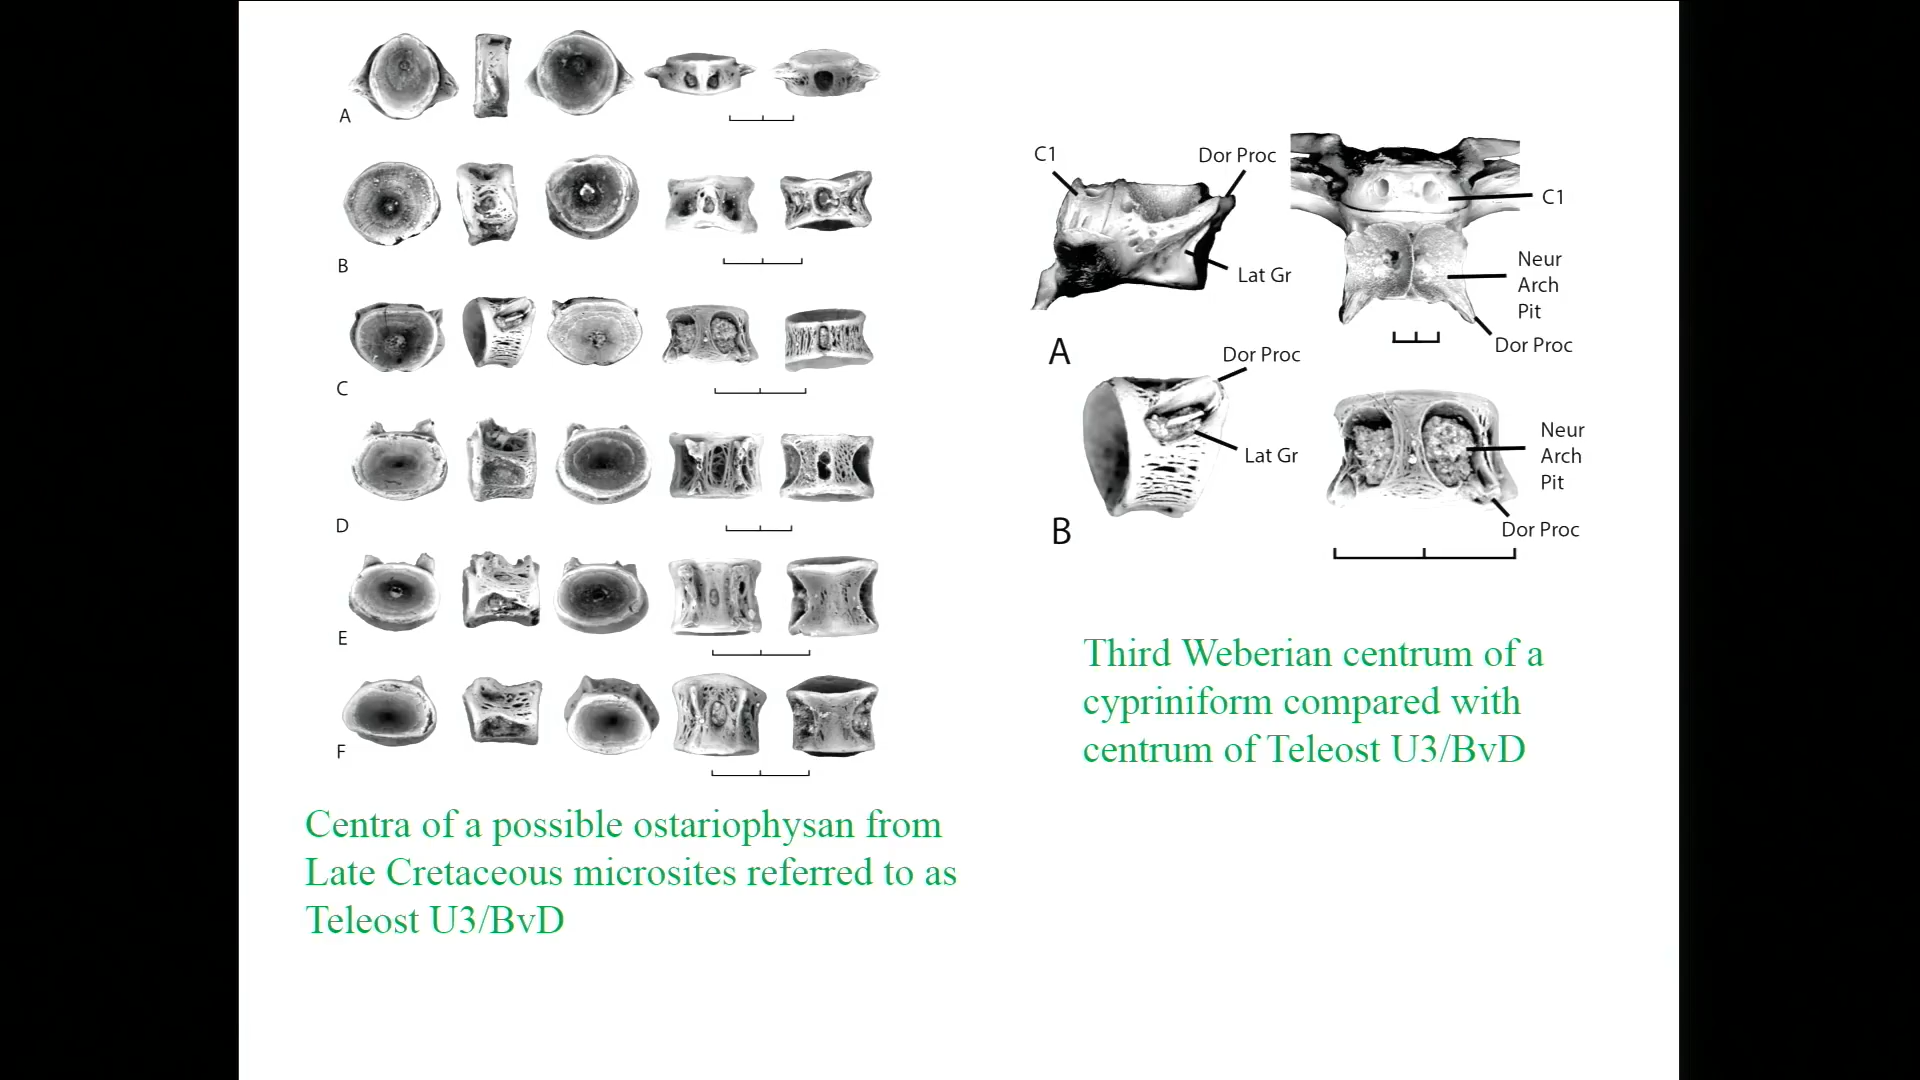 A
B
C
D
E
F
Centra of a possible ostariophysan from
Late Cretaceous microsites referred to as
Teleost U3/BvD
C1
Dor Proc
Lat Gr
C1
Neur
Arch
Pit
Dor Proc
A
Dor Proc
Lat Gr
Neur
Arch
Pit
Dor Proc
B
Third Weberian centrum of a
cypriniform compared with
centrum of Teleost U3/BvD